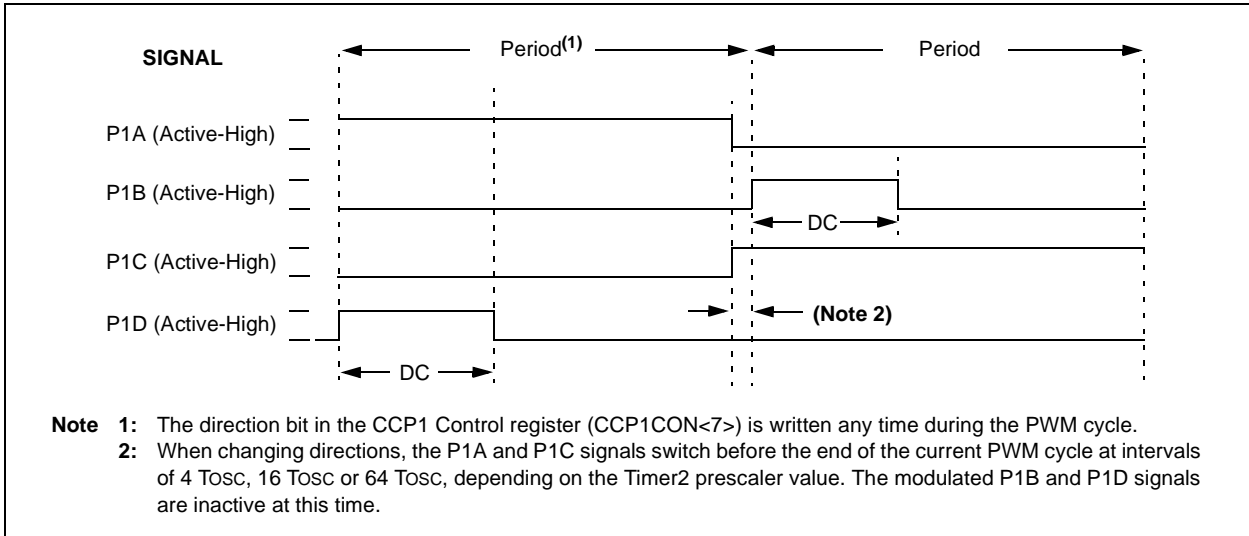 SIGNAL
Period(1)
Period
P1A (Active-High)
P1B (Active-High)
DC
P1C (Active-High)
P1D (Active-High)
(Note 2)
DC
Note 1: The direction bit in the CCP1 Control register (CCP1CON<7>) is written any time during the PWM cycle.
2: When changing directions, the P1A and P1C signals switch before the end of the current PWM cycle at intervals
of 4 TOSC, 16 TOSC or 64 TOSC, depending on the Timer2 prescaler value. The modulated P1B and P1D signals
are inactive at this time.